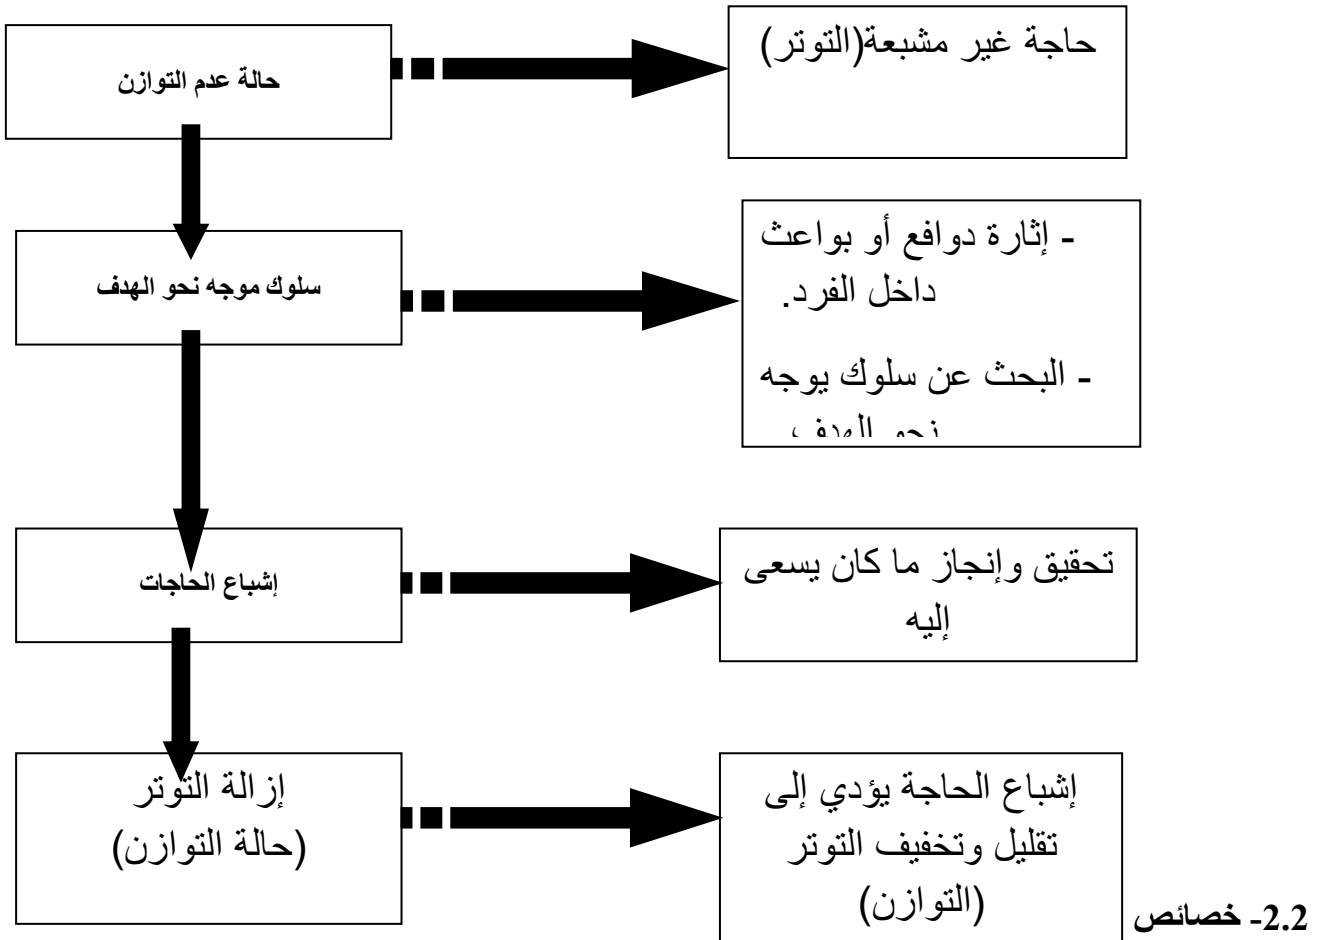 حاجة غير مشبعة(التوتر)
حالة عدم التوازن
- إثارة دوافع أو بواعث
داخل الفرد.
- البحث عن سلوك يوجه
نحو الهدف
سلوك موجه نحو الهدف
تحقيق وإنجاز ما كان يسعى
إليه
إشباع الحاجات
إشباع الحاجة يؤدي إلى
تقليل وتخفيف التوتر
(التوازن)
إزالة التوتر
(حالة التوازن)
2.2- خصائص